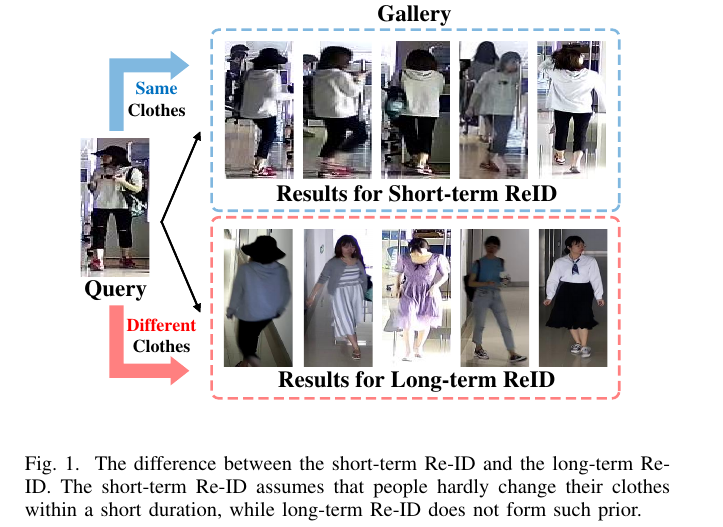 Gallery
Same
Clothes
Results for Short-term ReID
Query
Different
Clothes
Results for Long-term ReID
Fig. 1. The difference between the short-term Re-ID and the long-term Re-
ID. The short-term Re-ID assumes that people hardly change their clothes
within a short duration, while long-term Re-ID does not form such prior.